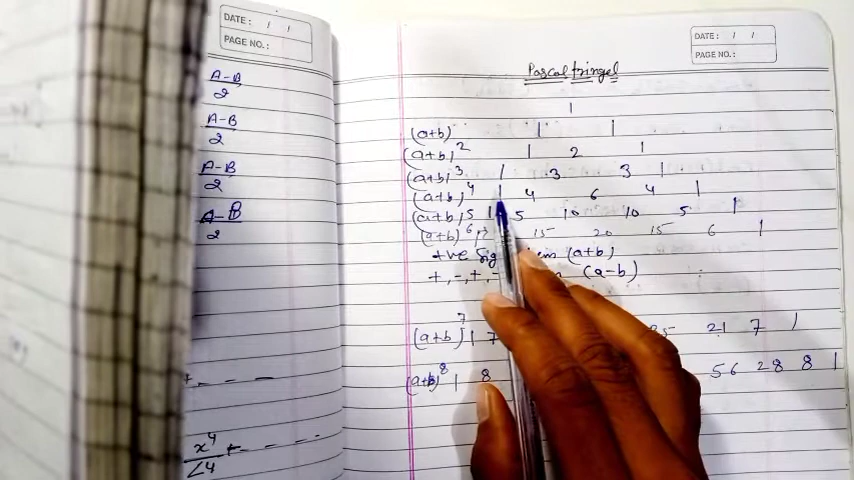 DATE: / /
PAGE NO.:
A-B
2
A-B
2
A-B
2
A-B
2
x⁴
∠4
DATE: / /
PAGE NO.:
Pascal tringel
1
(a+b) 1 1
(a+b)² 1 2 1
(a+b)³ 1 3 3 1
(a+b)⁴ 1 4 6 4 1
(a+b)⁵ 1 5 10 10 5 1
(a+b)⁶ 15 20 15 6 1
+ve (a+b)
+,-,+,- (a-b)
(a+b)⁷ 1 7 21 7 1
(a+b)⁸ 1 8 56 28 8 1